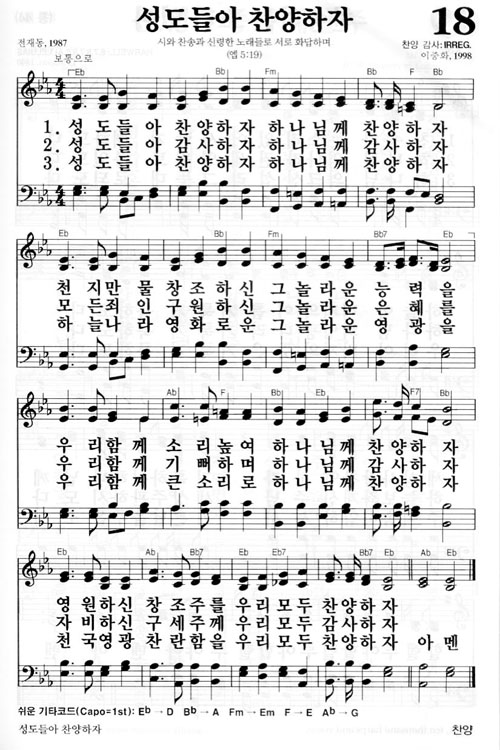 성도들아 찬양하자
18
전재동, 1987
시와 찬송과 신령한 노래들로 서로 화답하며
(엡 5:19)
찬양 감사: IRREG.
이중화, 1998
보통으로
Eb Bb Fm Bb F Bb
1. 성 도 들 아 찬 양 하 자 하 나 님 께 찬 양 하 자
2. 성 도 들 아 감 사 하 자 하 나 님 께 감 사 하 자
3. 성 도 들 아 찬 양 하 자 하 나 님 께 찬 양 하 자
Eb Bb Fm Bb7 Eb
천 지 만 물 창 조 하 신 그 놀 라 운 능 력 을
모 든 죄 인 구 원 하 신 그 놀 라 운 은 혜 를
하 늘 나 라 영 화 로 운 그 놀 라 운 영 광 을
Ab F Bb Eb F7 Bb
우 리 함 께 소 리 높 여 하 나 님 께 찬 양 하 자
우 리 함 께 기 뻐 하 며 하 나 님 께 감 사 하 자
우 리 함 께 큰 소 리 로 하 나 님 께 찬 양 하 자
Eb Ab Bb7 Eb Eb Bb7 Eb Ab Eb
영 원 하 신 창 조 주 를 우 리 모 두 찬 양 하 자
자 비 하 신 구 세 주 께 우 리 모 두 감 사 하 자
천 국 영 광 찬 란 함 을 우 리 모 두 찬 양 하 자 아 멘
쉬운 기타코드(Capo=1st): Eb→D Bb→A Fm→Em F→E Ab→G
성도들아 찬양하자
찬양